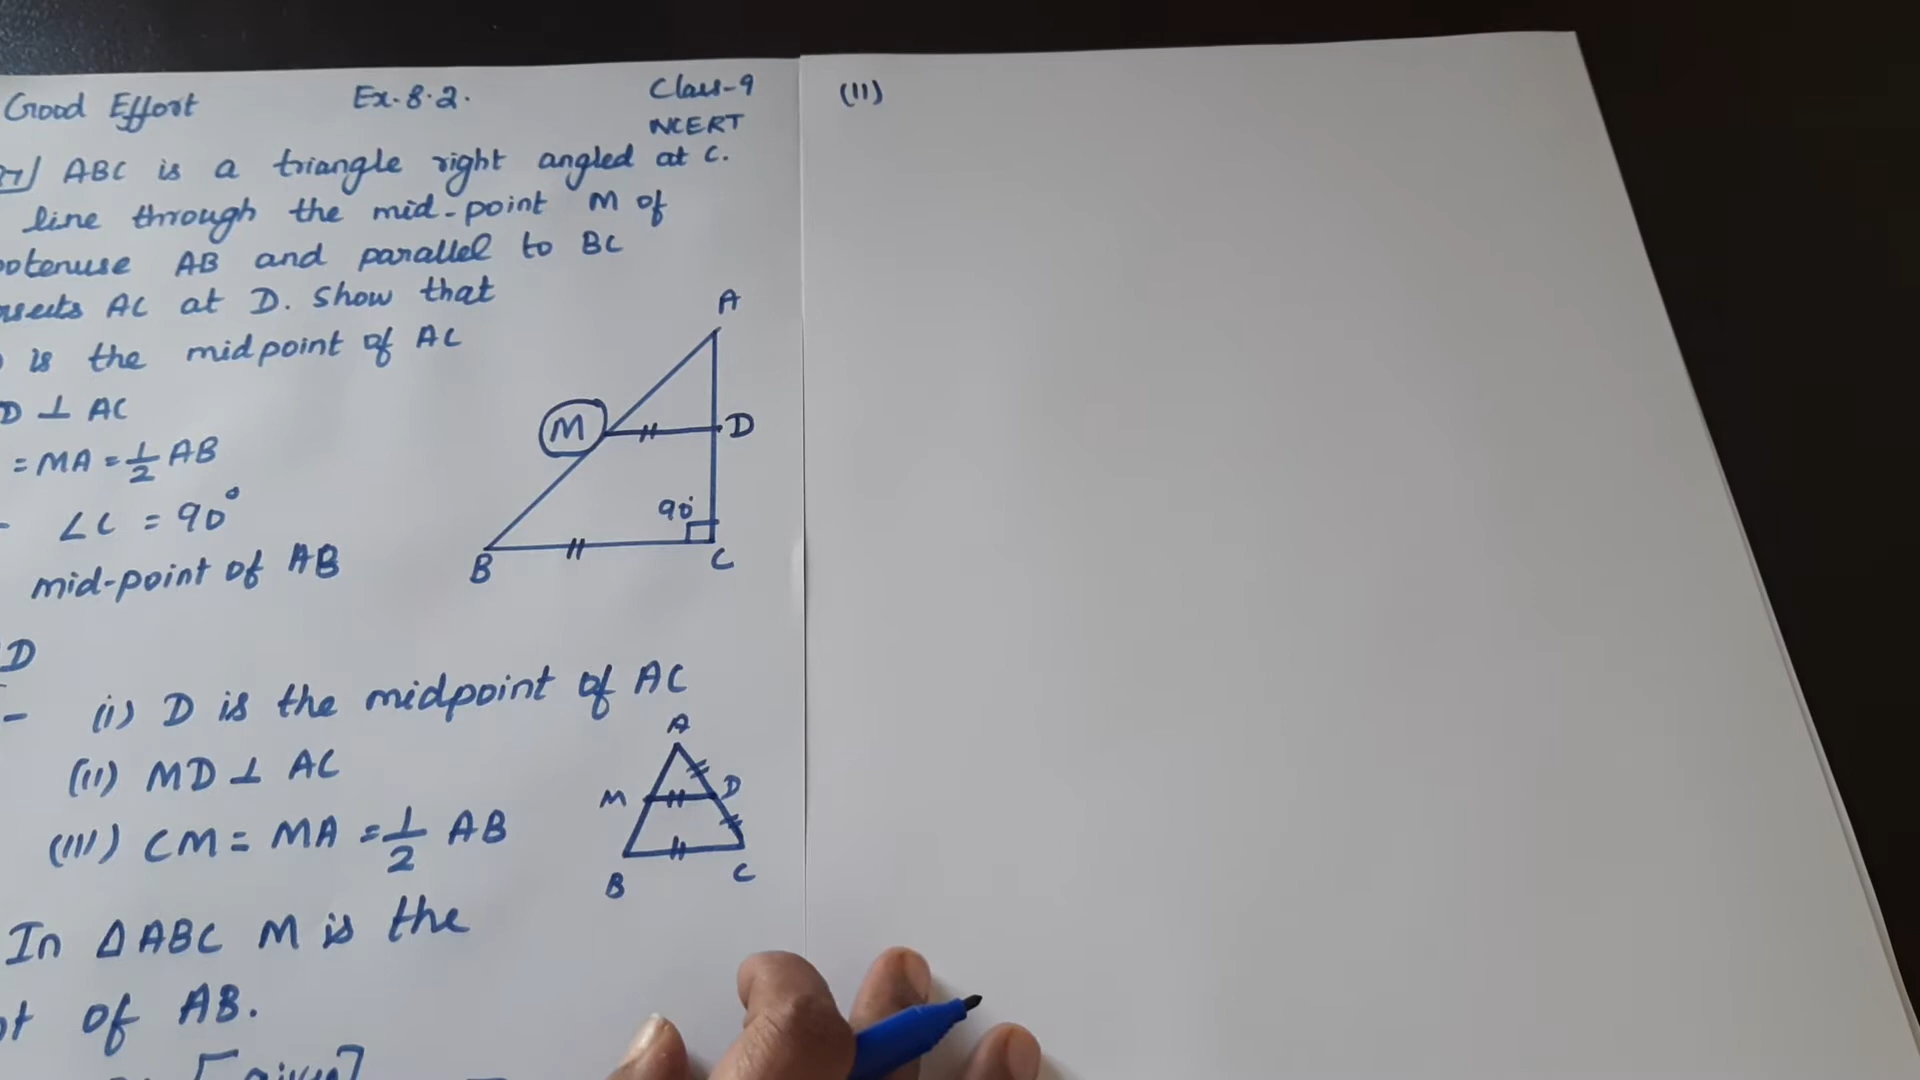 Good Effort Ex. 8.2. Class-9
NCERT
ABC is a triangle right angled at C.
line through the mid-point M of
AB and parallel to BC
AC at D. Show that
is the midpoint of AC
D ⊥ AC
= MA = 1/2 AB
∠C = 90°
mid-point of AB
A
M
D
90°
B
C
D
(i) D is the midpoint of AC
(ii) MD ⊥ AC
(iii) CM = MA = 1/2 AB
A
M
D
B
C
In ΔABC M is the
of AB.
[given]
(ii)